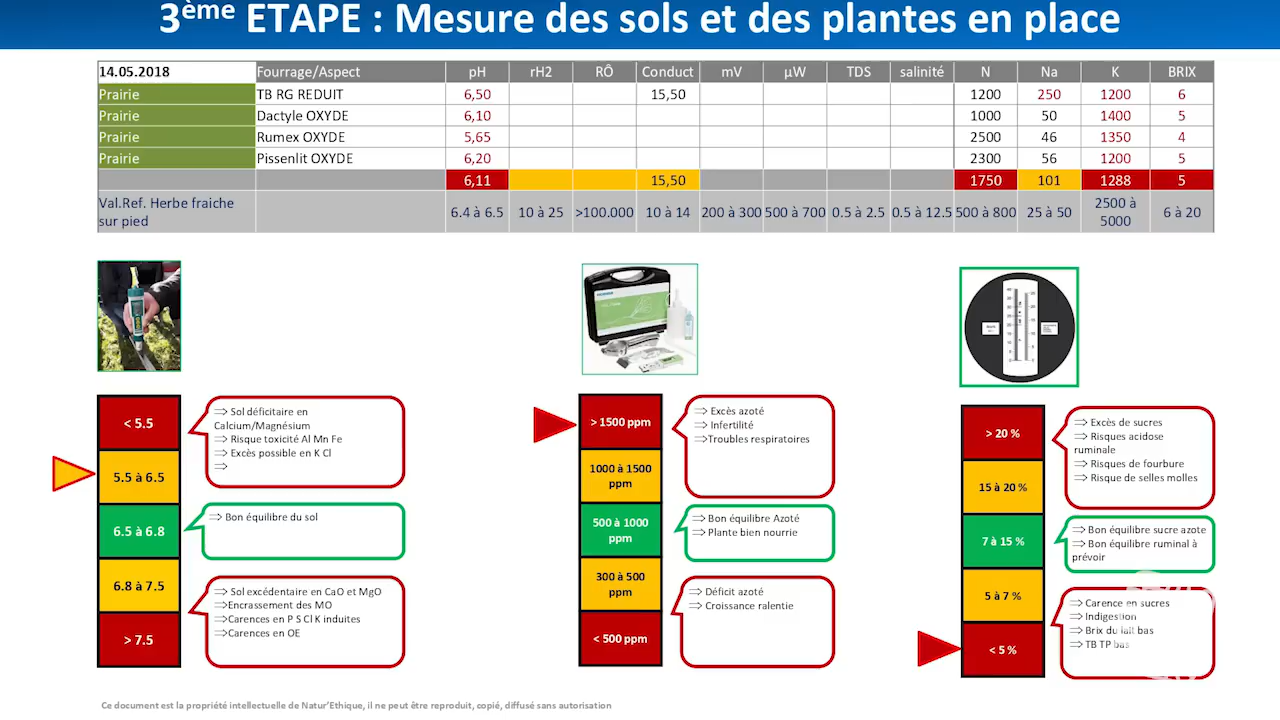 3ème ETAPE : Mesure des sols et des plantes en place
14.05.2018 Fourrage/Aspect pH rH2 RÔ Conduct mV µW TDS salinité N Na K BRIX
Prairie TB RG REDUIT 6,50 15,50 1200 250 1200 6
Prairie Dactyle OXYDE 6,10 1000 50 1400 5
Prairie Rumex OXYDE 5,65 2500 46 1350 4
Prairie Pissenlit OXYDE 6,20 2300 56 1200 5
6,11 15,50 1750 101 1288 5
Val.Ref. Herbe fraiche
sur pied
6.4 à 6.5 10 à 25 >100.000 10 à 14 200 à 300 500 à 700 0.5 à 2.5 0.5 à 12.5 500 à 800 25 à 50 2500 à
5000
6 à 20
< 5.5
5.5 à 6.5
6.5 à 6.8
6.8 à 7.5
> 7.5
⇒ Sol déficitaire en
Calcium/Magnésium
⇒ Risque toxicité Al Mn Fe
⇒ Excès possible en K Cl
⇒
⇒ Bon équilibre du sol
⇒ Sol excédentaire en CaO et MgO
⇒Encrassement des MO
⇒Carences en P S Cl K induites
⇒Carences en OE
> 1500 ppm
1000 à 1500
ppm
500 à 1000
ppm
300 à 500
ppm
< 500 ppm
⇒ Excès azoté
⇒ Infertilité
⇒Troubles respiratoires
⇒ Bon équilibre Azoté
⇒ Plante bien nourrie
⇒ Déficit azoté
⇒ Croissance ralentie
> 20 %
15 à 20 %
7 à 15 %
5 à 7 %
< 5 %
⇒ Excès de sucres
⇒ Risques acidose
ruminale
⇒ Risques de fourbure
⇒ Risque de selles molles
⇒ Bon équilibre sucre azote
⇒ Bon équilibre ruminal à
prévoir
⇒ Carence en sucres
⇒ Indigestion
⇒ Brix du lait bas
⇒ TB TP bas
Ce document est la propriété intellectuelle de Natur'Ethique, il ne peut être reproduit, copié, diffusé sans autorisation